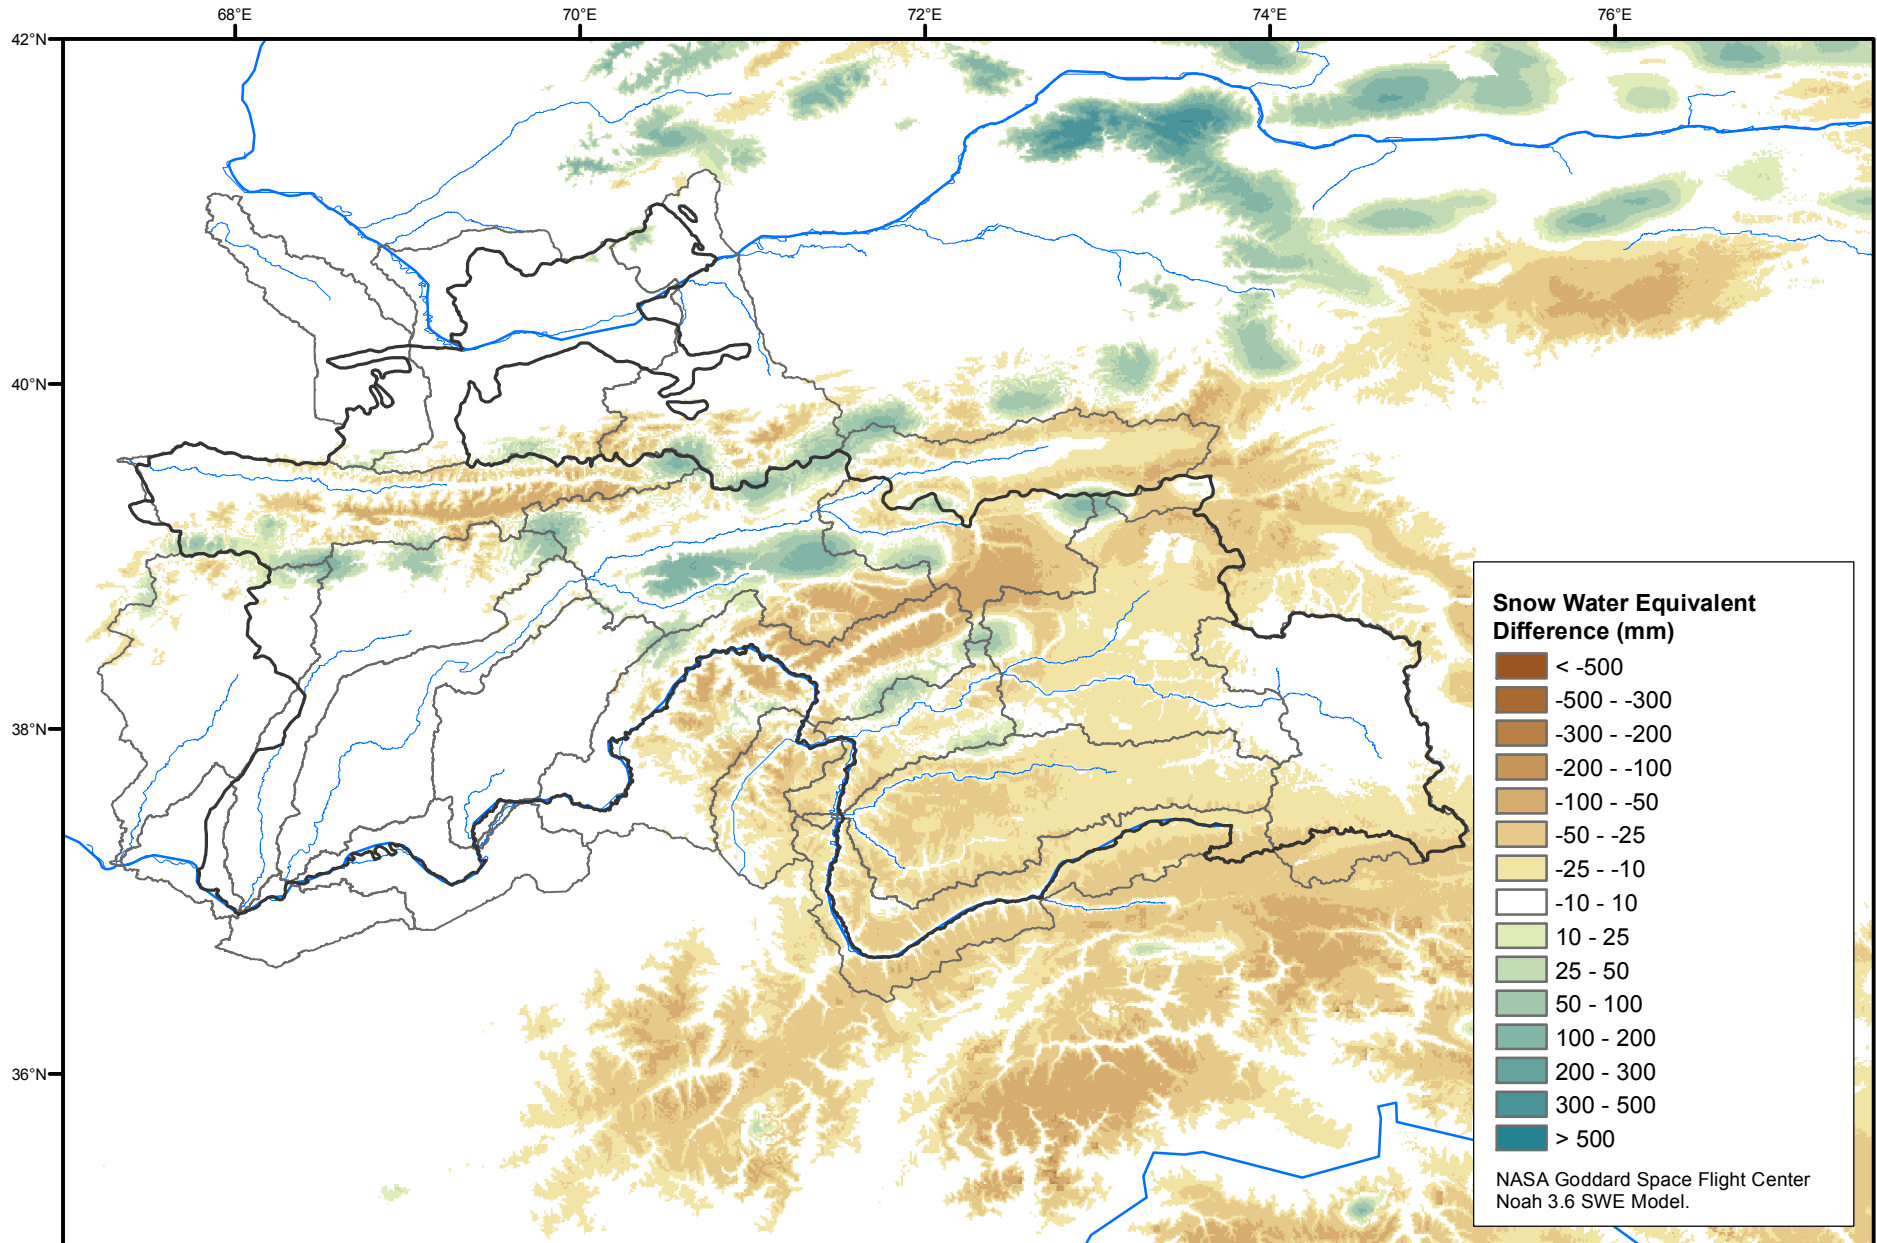 68°E
70°E
72°E
74°E
76°E
42°N
40°N
38°N
36°N
Snow Water Equivalent
Difference (mm)
< -500
-500 - -300
-300 - -200
-200 - -100
-100 - -50
-50 - -25
-25 - -10
-10 - 10
10 - 25
25 - 50
50 - 100
100 - 200
200 - 300
300 - 500
> 500
NASA Goddard Space Flight Center
Noah 3.6 SWE Model.